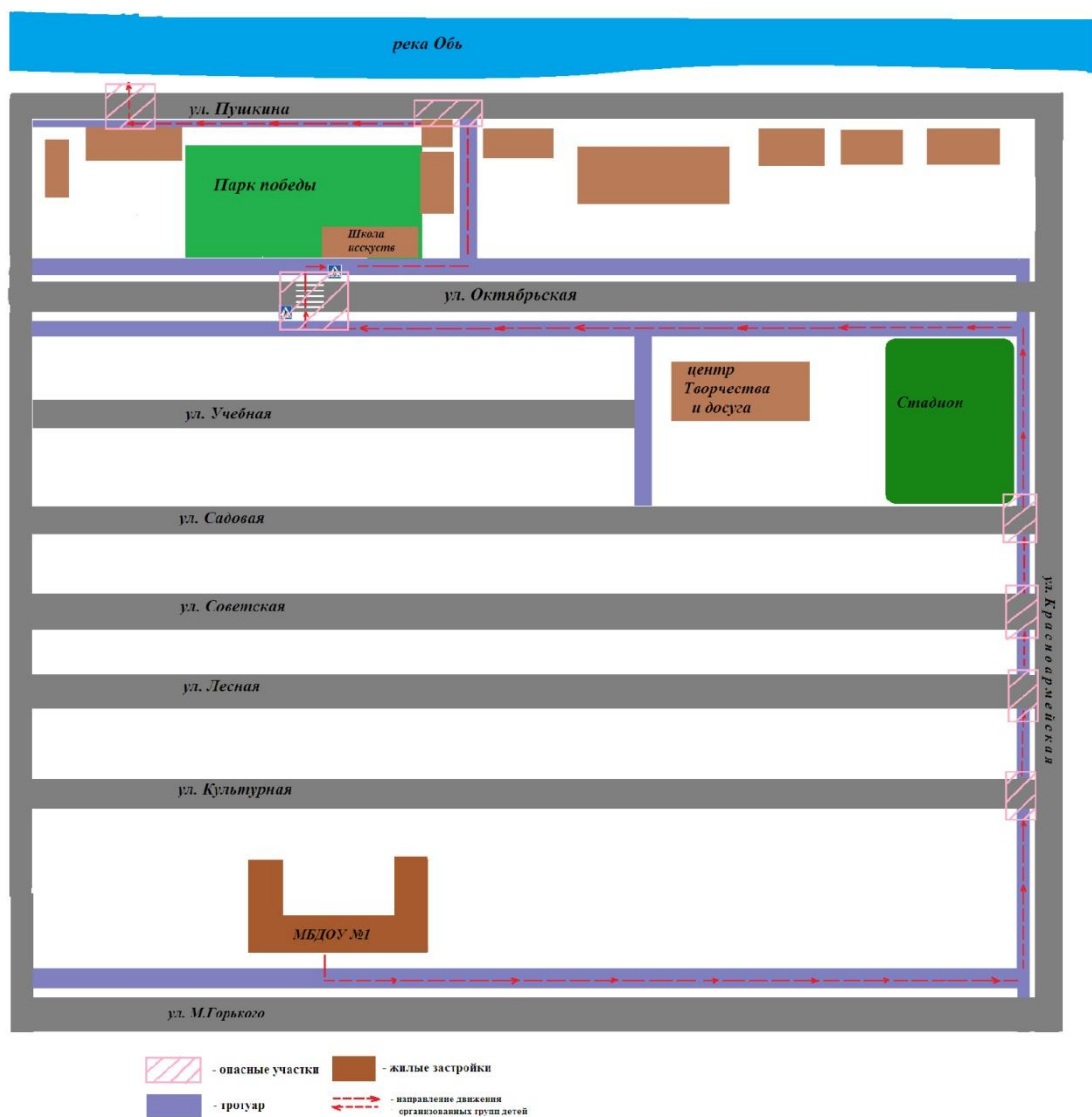 река Обь
ул. Пушкина
Парк победы
Школа
исскуств
ул. Октябрьская
центр
Творчества
и досуга
Стадион
ул. Учебная
ул. Садовая
ул. Советская
ул. Красноармейская
ул. Лесная
ул. Культурная
МБДОУ №1
ул. М.Горького
- опасные участки
- жилые застройки
- тротуар
- направление движения
организованных групп детей